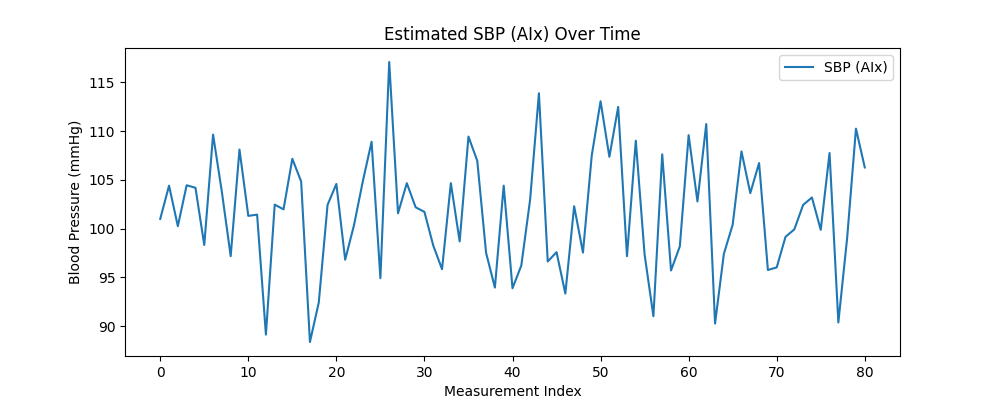 Estimated SBP (AIx) Over Time
SBP (AIx)
Blood Pressure (mmHg)
115
110
105
100
95
90
0 10 20 30 40 50 60 70 80
Measurement Index